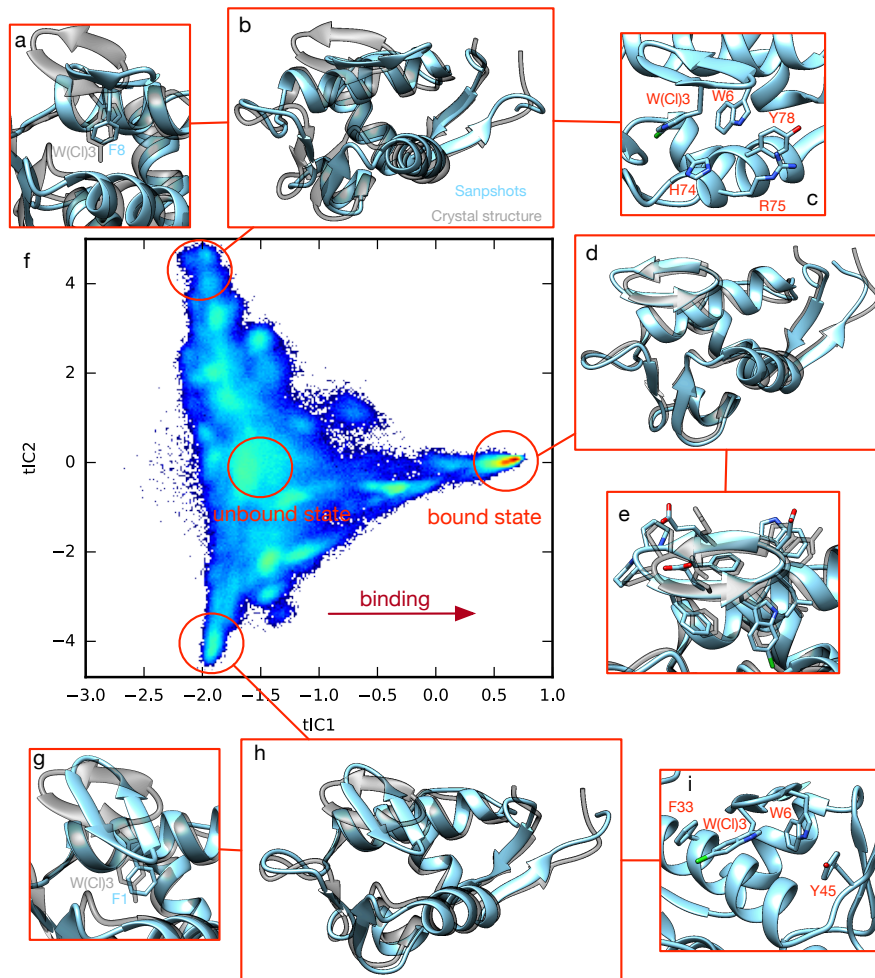 a
W(Cl)3
F8
b
Sanpshots
Crystal structure
W(Cl)3
W6
Y78
H74
R75
c
f
4
2
0
−2
−4
tIC2
unbound state
bound state
binding
−3.0 −2.5 −2.0 −1.5 −1.0 −0.5 0.0 0.5 1.0
tIC1
d
e
g
W(Cl)3
F1
h
i
F33
W(Cl)3
W6
Y45